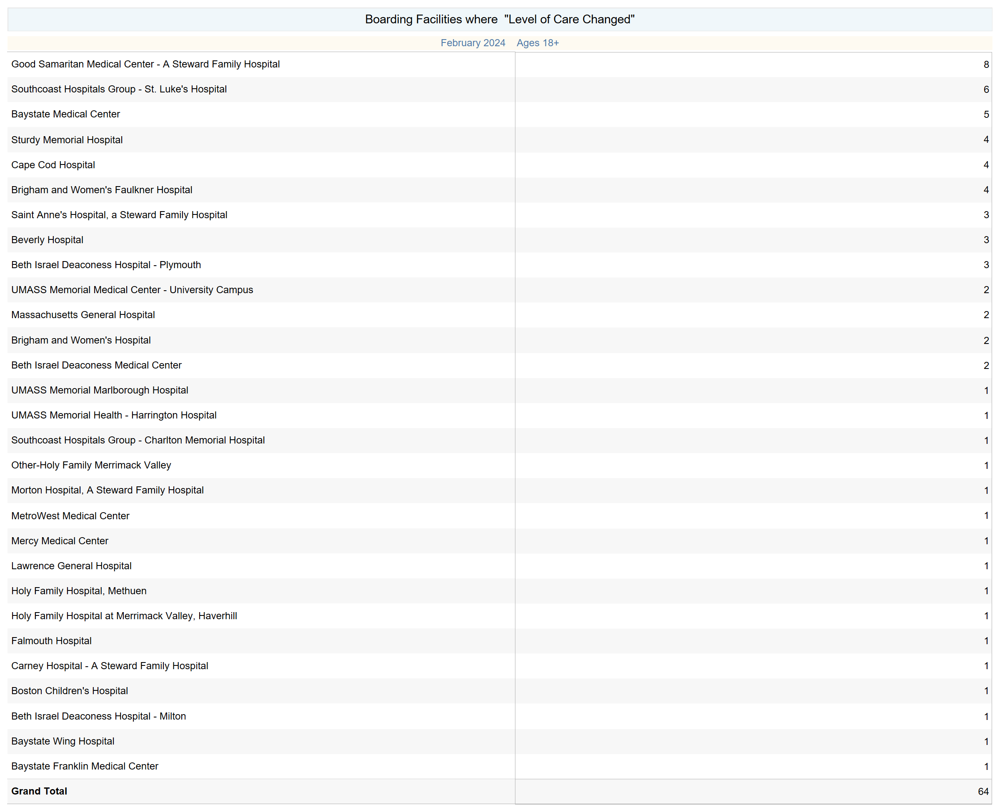 Boarding Facilities where "Level of Care Changed"
February 2024 Ages 18+
Good Samaritan Medical Center - A Steward Family Hospital 8
Southcoast Hospitals Group - St. Luke's Hospital 6
Baystate Medical Center 5
Sturdy Memorial Hospital 4
Cape Cod Hospital 4
Brigham and Women's Faulkner Hospital 4
Saint Anne's Hospital, a Steward Family Hospital 3
Beverly Hospital 3
Beth Israel Deaconess Hospital - Plymouth 3
UMASS Memorial Medical Center - University Campus 2
Massachusetts General Hospital 2
Brigham and Women's Hospital 2
Beth Israel Deaconess Medical Center 2
UMASS Memorial Marlborough Hospital 1
UMASS Memorial Health - Harrington Hospital 1
Southcoast Hospitals Group - Charlton Memorial Hospital 1
Other-Holy Family Merrimack Valley 1
Morton Hospital, A Steward Family Hospital 1
MetroWest Medical Center 1
Mercy Medical Center 1
Lawrence General Hospital 1
Holy Family Hospital, Methuen 1
Holy Family Hospital at Merrimack Valley, Haverhill 1
Falmouth Hospital 1
Carney Hospital - A Steward Family Hospital 1
Boston Children's Hospital 1
Beth Israel Deaconess Hospital - Milton 1
Baystate Wing Hospital 1
Baystate Franklin Medical Center 1
Grand Total 64